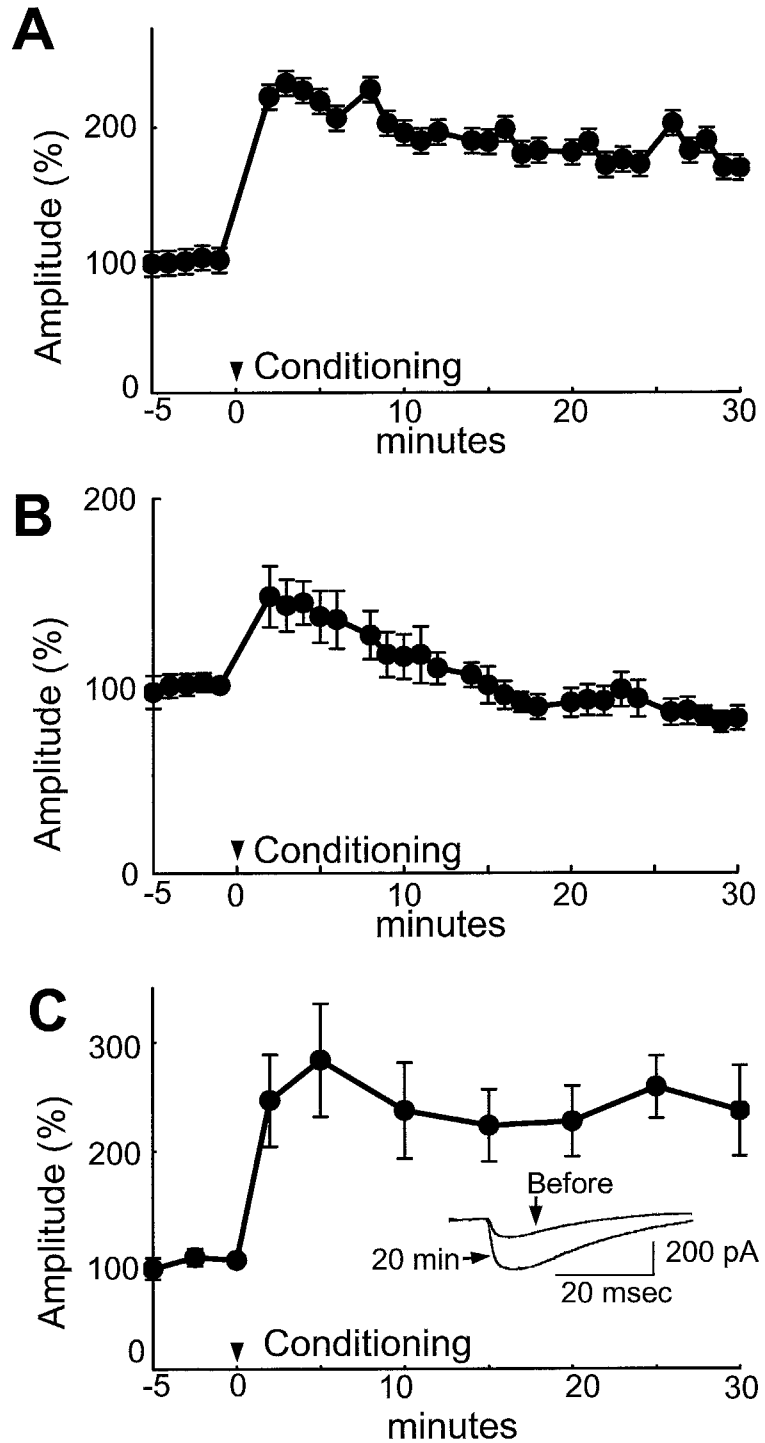 A
Amplitude (%)
200
100
0
▼ Conditioning
-5 0 10 20 30
minutes
B
Amplitude (%)
200
100
0
▼ Conditioning
-5 0 10 20 30
minutes
C
Amplitude (%)
300
200
100
0
Before
20 min
200 pA
20 msec
▼ Conditioning
-5 0 10 20 30
minutes